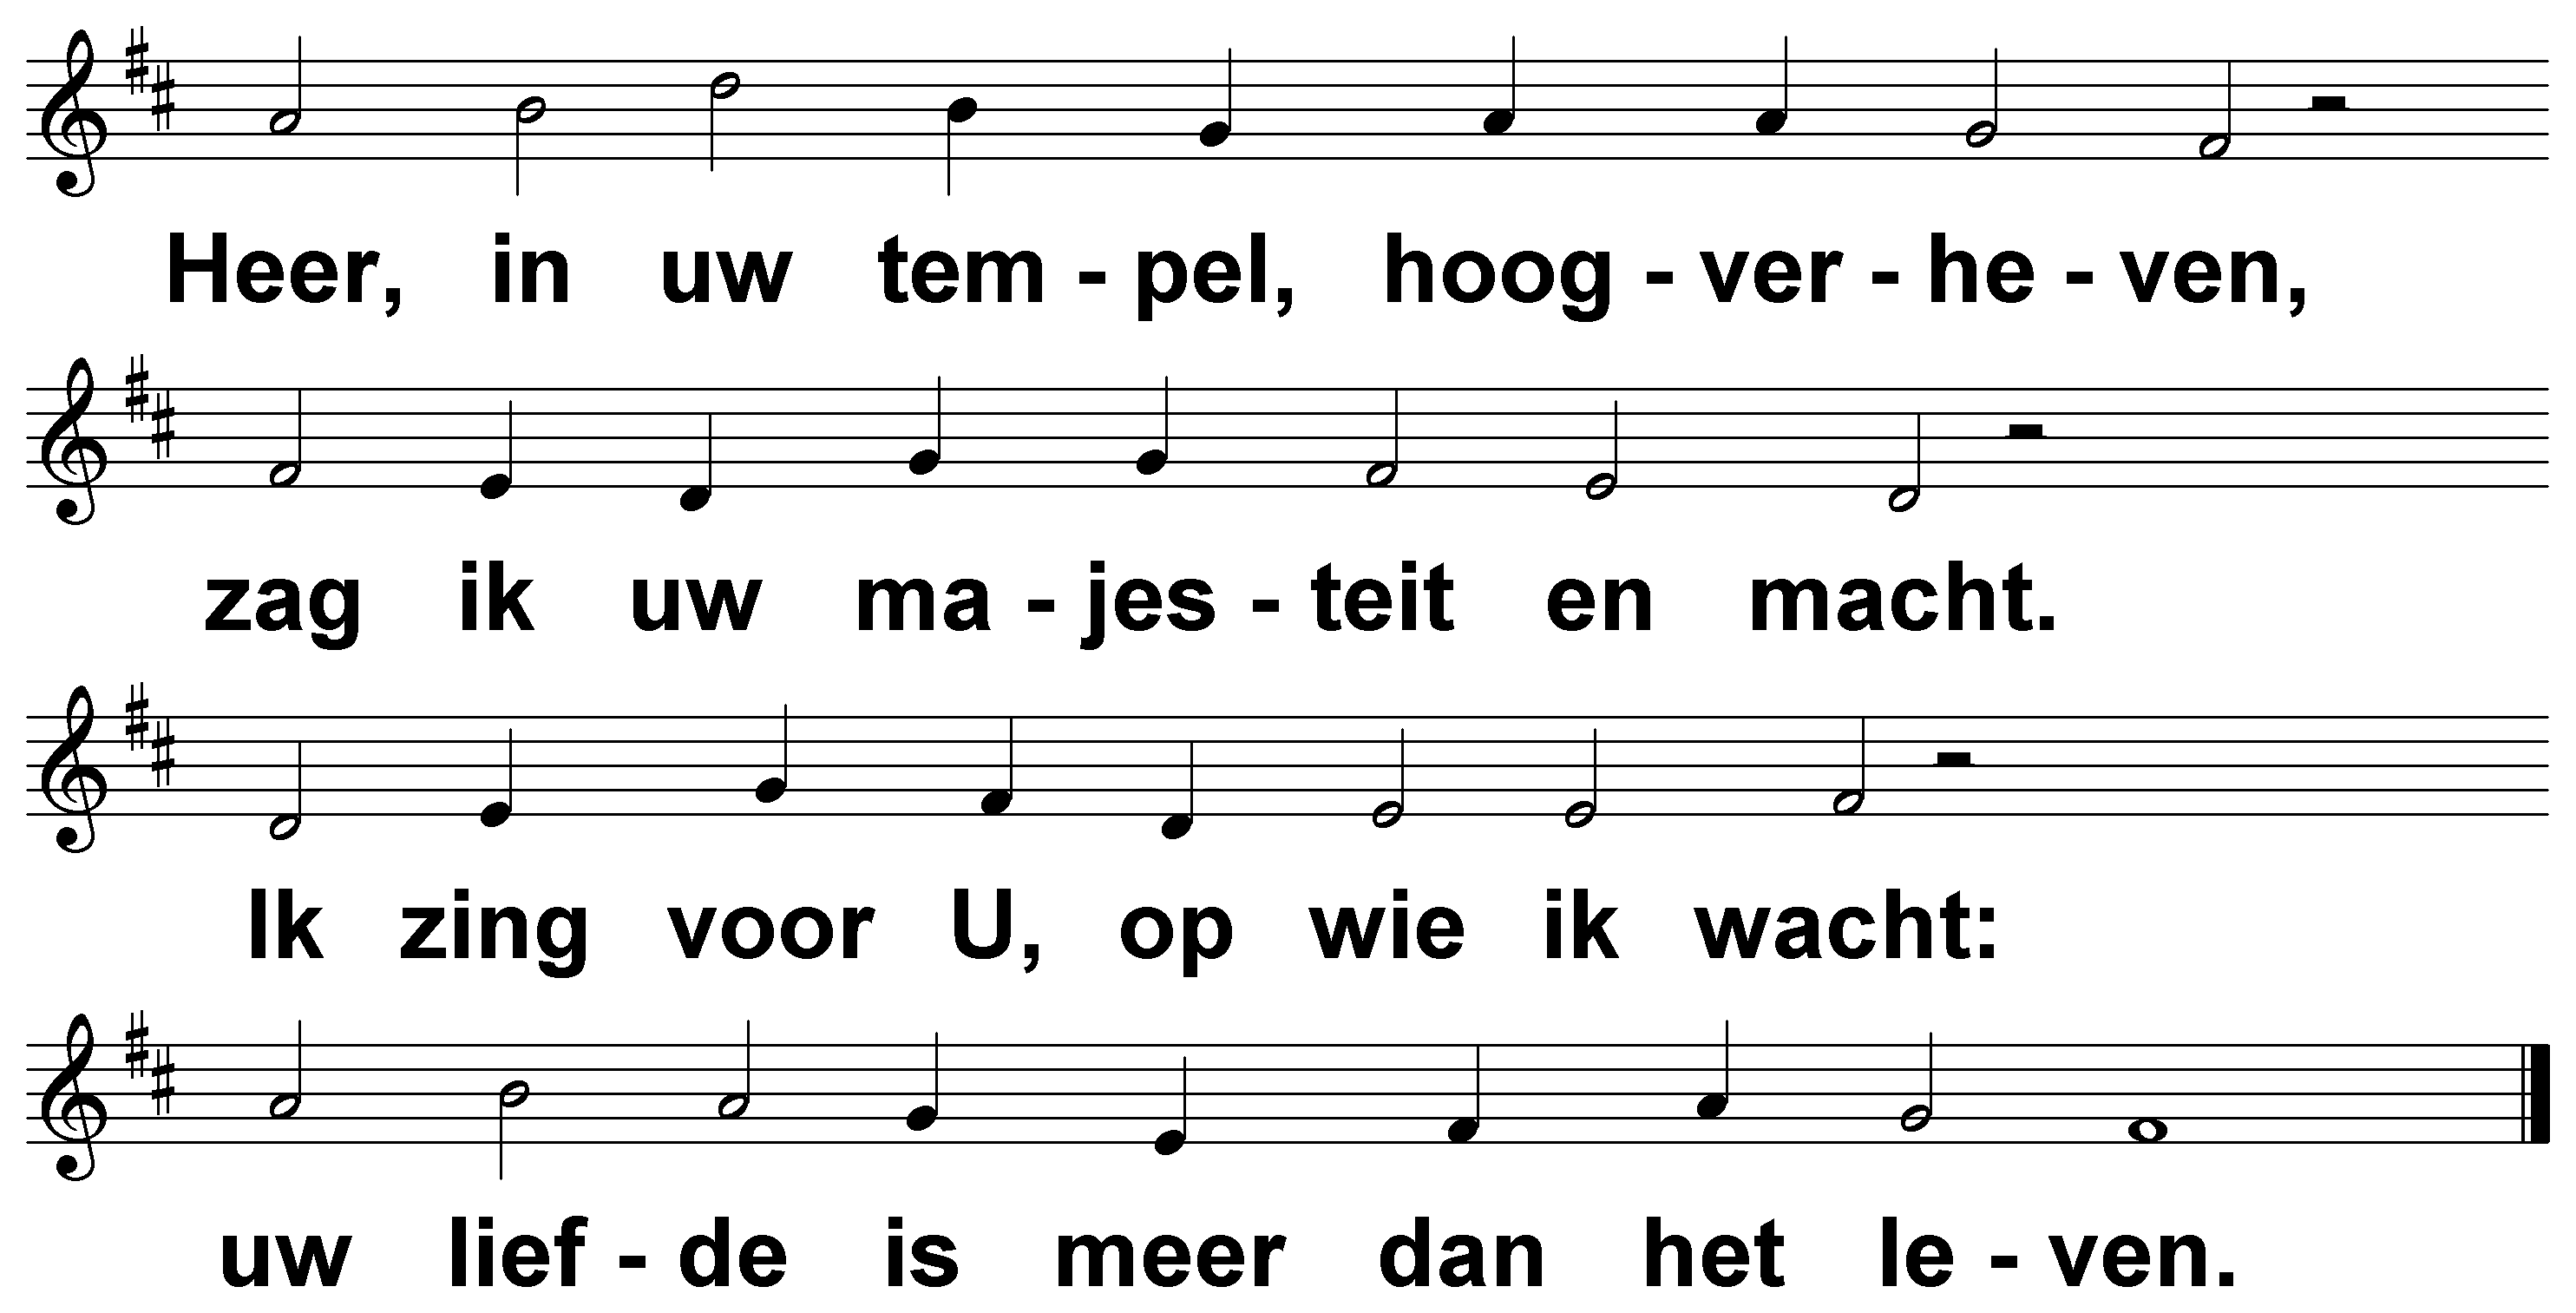 Heer, in uw tem - pel, hoog - ver - he - ven,
zag ik uw ma - jes - teit en macht.
Ik zing voor U, op wie ik wacht:
uw lief - de is meer dan het le - ven.